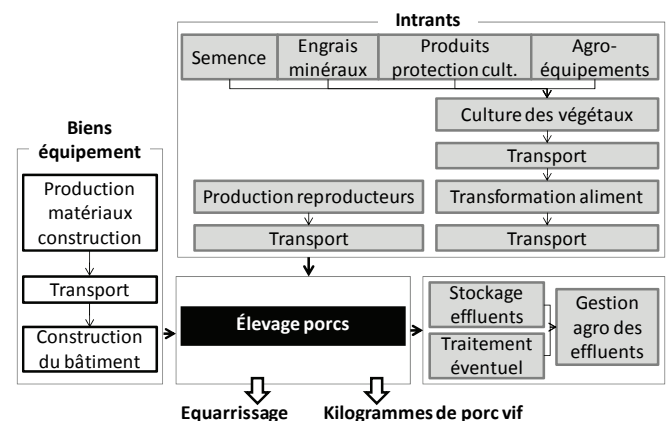 Intrants
Semence
Engrais
minéraux
Produits
protection cult.
Agro-
équipements
Culture des végétaux
Transport
Transformation aliment
Transport
Production reproducteurs
Transport
Biens
équipement
Production
matériaux
construction
Transport
Construction
du bâtiment
Élevage porcs
Stockage
effluents
Traitement
éventuel
Gestion
agro des
effluents
Equarrissage
Kilogrammes de porc vif